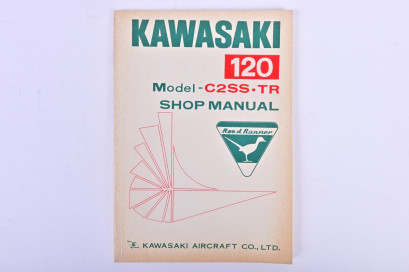 KAWASAKI
120
Model-C2SS•TR
SHOP MANUAL
Road Runner
KAWASAKI AIRCRAFT CO., LTD.